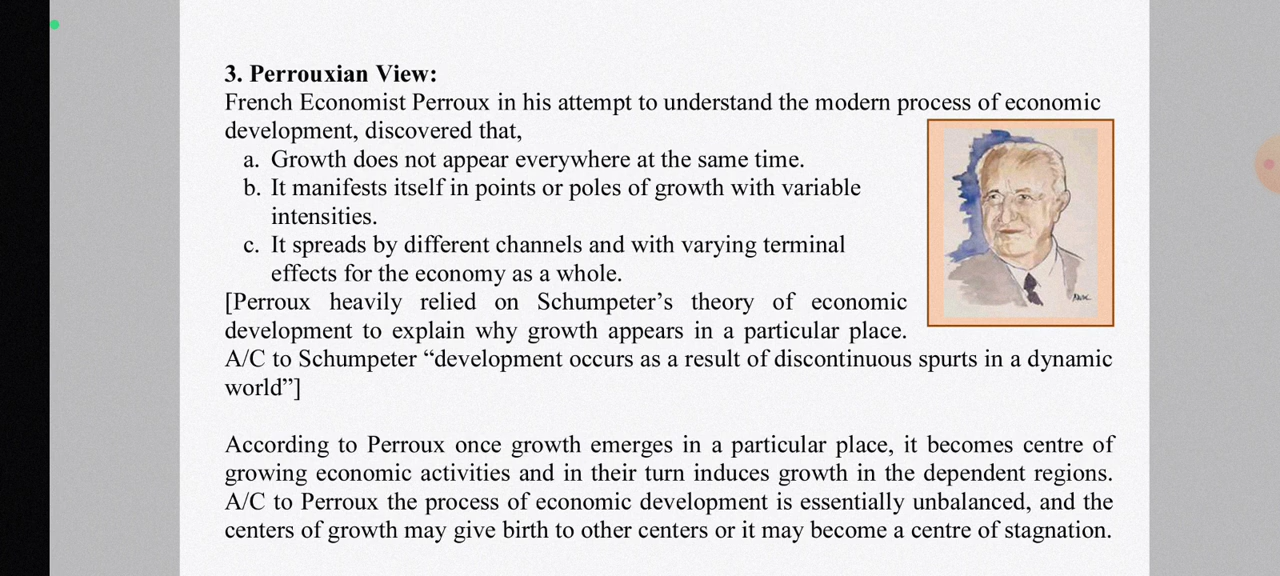 3. Perrouxian View:
French Economist Perroux in his attempt to understand the modern process of economic
development, discovered that,
a. Growth does not appear everywhere at the same time.
b. It manifests itself in points or poles of growth with variable
intensities.
c. It spreads by different channels and with varying terminal
effects for the economy as a whole.
[Perroux heavily relied on Schumpeter’s theory of economic
development to explain why growth appears in a particular place.
A/C to Schumpeter “development occurs as a result of discontinuous spurts in a dynamic
world”]
According to Perroux once growth emerges in a particular place, it becomes centre of
growing economic activities and in their turn induces growth in the dependent regions.
A/C to Perroux the process of economic development is essentially unbalanced, and the
centers of growth may give birth to other centers or it may become a centre of stagnation.